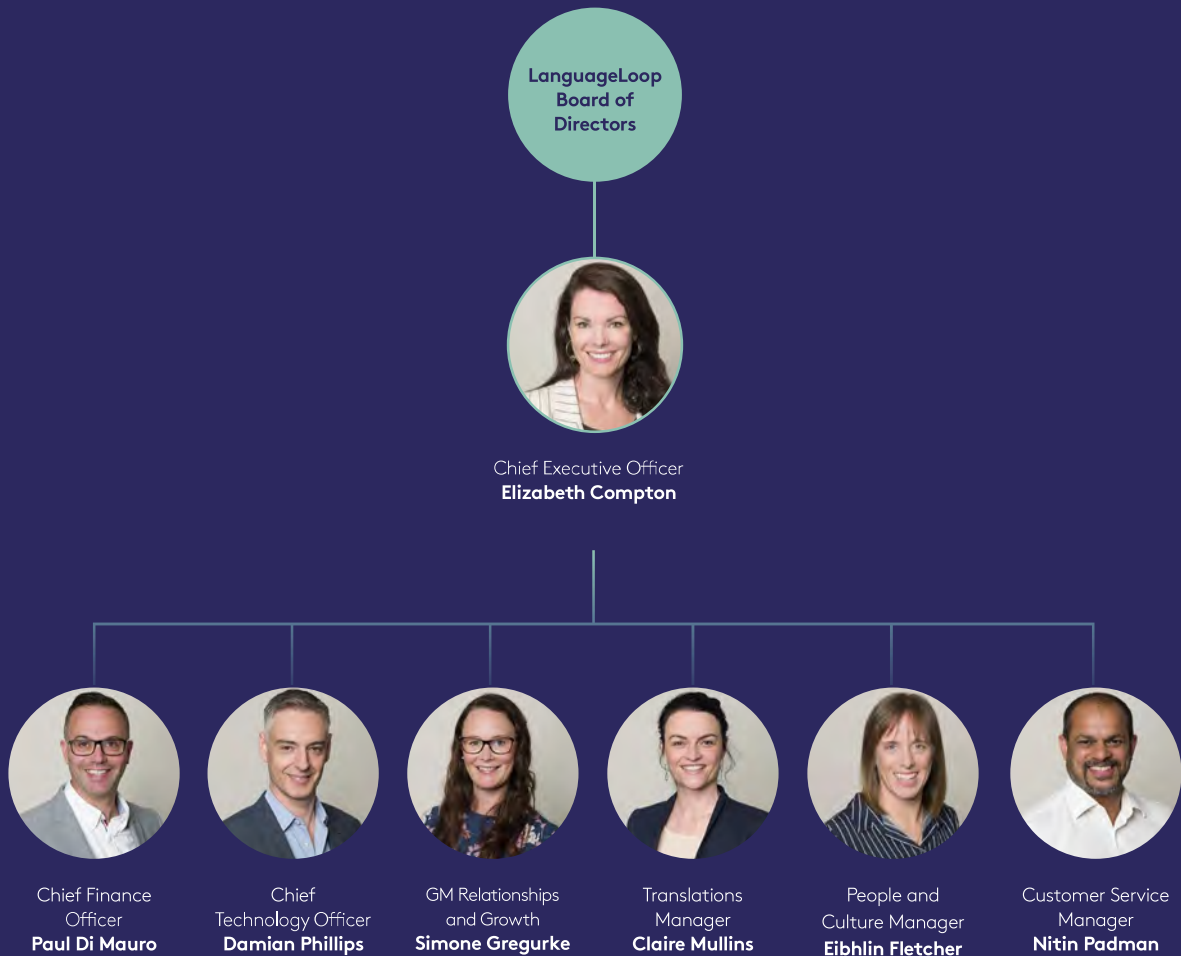 LanguageLoop
Board of
Directors
Chief Executive Officer
Elizabeth Compton
Chief Finance
Officer
Paul Di Mauro
Chief
Technology Officer
Damian Phillips
GM Relationships
and Growth
Simone Gregurke
Translations
Manager
Claire Mullins
People and
Culture Manager
Eibhlin Fletcher
Customer Service
Manager
Nitin Padman